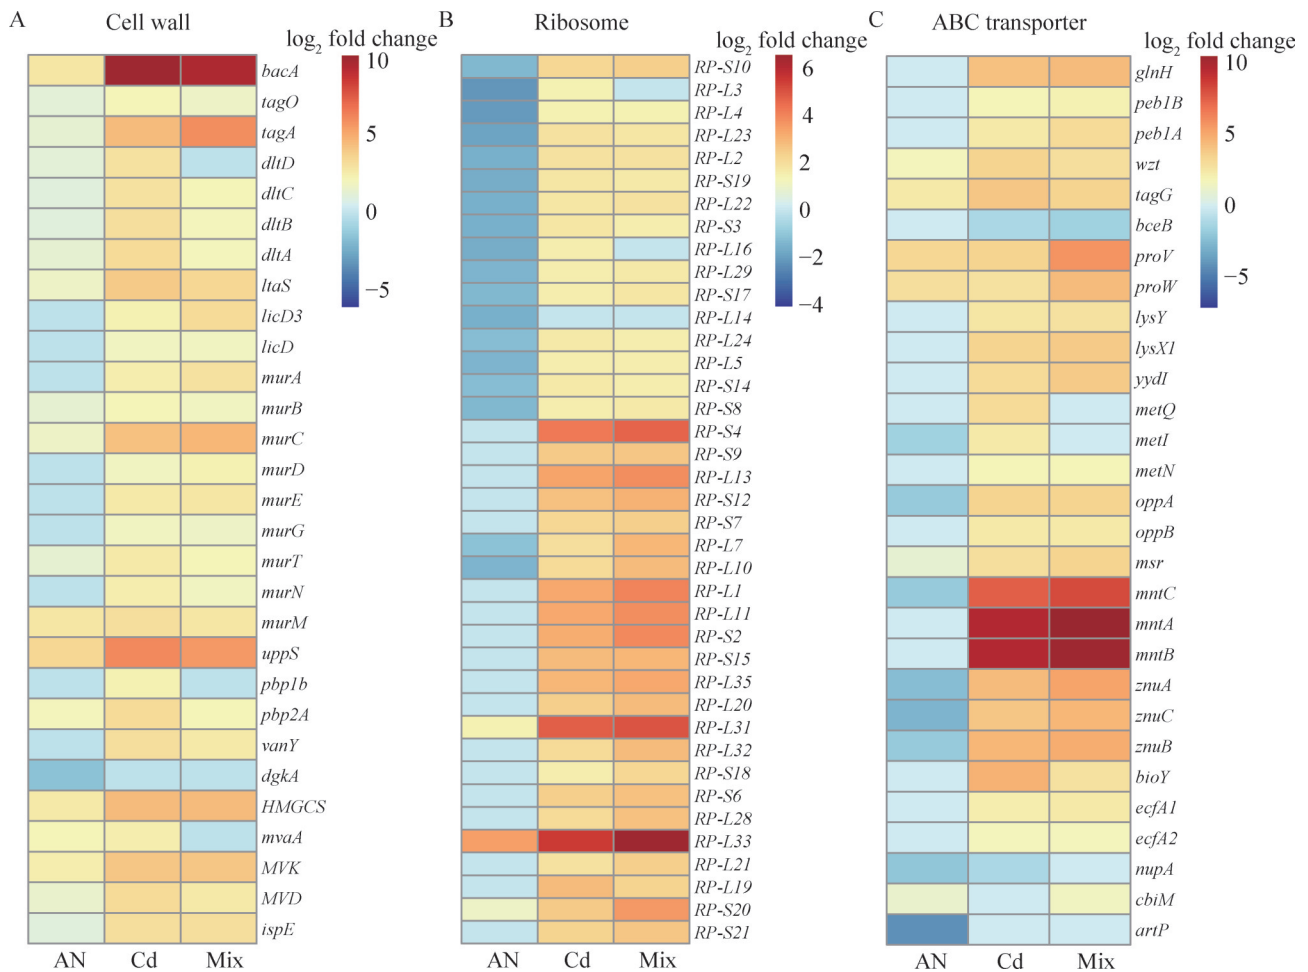 A
Cell wall
log2 fold change
10
5
0
−5
bacA
tagO
tagA
dltD
dltC
dltB
dltA
ltaS
licD3
licD
murA
murB
murC
murD
murE
murG
murT
murN
murM
uppS
pbp1b
pbp2A
vanY
dgkA
HMGCS
mvaA
MVK
MVD
ispE
AN Cd Mix
B
Ribosome
log2 fold change
6
4
2
0
−2
−4
RP-S10
RP-L3
RP-L4
RP-L23
RP-L2
RP-S19
RP-L22
RP-S3
RP-L16
RP-L29
RP-S17
RP-L14
RP-L24
RP-L5
RP-S14
RP-S8
RP-S4
RP-S9
RP-L13
RP-S12
RP-S7
RP-L7
RP-L10
RP-L1
RP-L11
RP-S2
RP-S15
RP-L35
RP-L20
RP-L31
RP-L32
RP-S18
RP-S6
RP-L28
RP-L33
RP-L21
RP-L19
RP-S20
RP-S21
AN Cd Mix
C
ABC transporter
log2 fold change
10
5
0
−5
glnH
peb1B
peb1A
wzt
tagG
bceB
proV
proW
lysY
lysX1
yydI
metQ
metI
metN
oppA
oppB
msr
mntC
mntA
mntB
znuA
znuC
znuB
bioY
ecfA1
ecfA2
nupA
cbiM
artP
AN Cd Mix